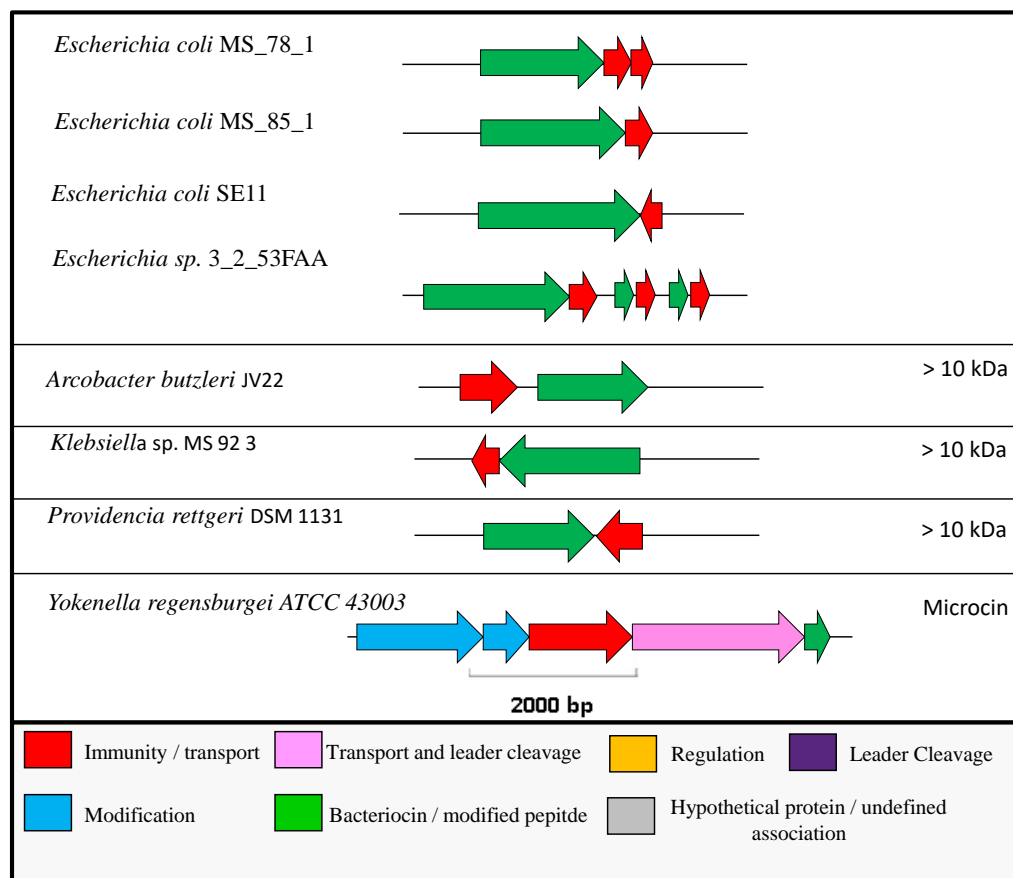 Escherichia coli MS_78_1
Escherichia coli MS_85_1
Escherichia coli SE11
Escherichia sp. 3_2_53FAA
Arcobacter butzleri JV22
> 10 kDa
Klebsiella sp. MS 92 3
> 10 kDa
Providencia rettgeri DSM 1131
> 10 kDa
Yokenella regensburgei ATCC 43003
Microcin
2000 bp
Immunity / transport
Transport and leader cleavage
Regulation
Leader Cleavage
Modification
Bacteriocin / modified pepitde
Hypothetical protein / undefined
association